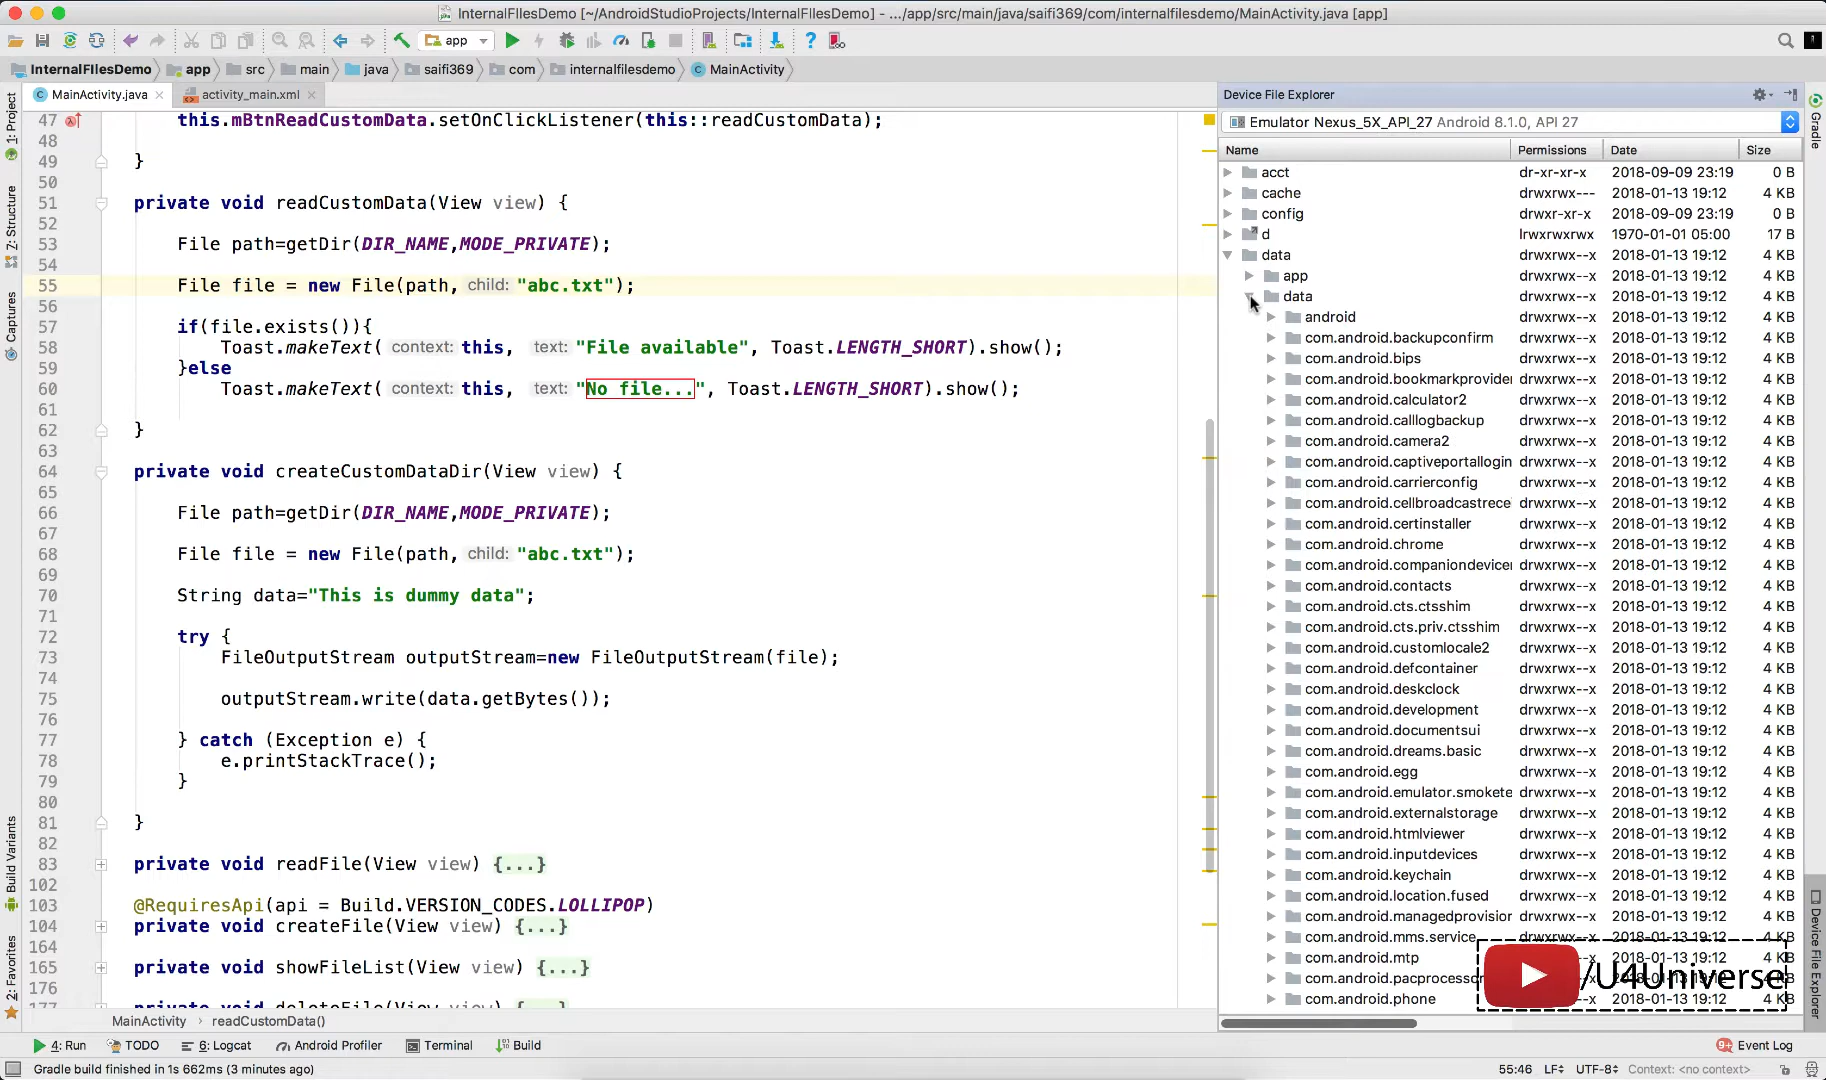 InternalFIlesDemo [~/AndroidStudioProjects/InternalFIlesDemo] - .../app/src/main/java/saifi369/com/internalfilesdemo/MainActivity.java [app]
app
InternalFIlesDemo app src main java saifi369 com internalfilesdemo MainActivity
MainActivity.java activity_main.xml
1: Project
7: Structure
Captures
Build Variants
2: Favorites
47 this.mBtnReadCustomData.setOnClickListener(this::readCustomData);
48
49 }
50
51 private void readCustomData(View view) {
52
53 File path=getDir(DIR_NAME,MODE_PRIVATE);
54
55 File file = new File(path, child: "abc.txt");
56
57 if(file.exists()){
58 Toast.makeText( context: this, text: "File available", Toast.LENGTH_SHORT).show();
59 }else
60 Toast.makeText( context: this, text: "No file...", Toast.LENGTH_SHORT).show();
61
62 }
63
64 private void createCustomDataDir(View view) {
65
66 File path=getDir(DIR_NAME,MODE_PRIVATE);
67
68 File file = new File(path, child: "abc.txt");
69
70 String data="This is dummy data";
71
72 try {
73 FileOutputStream outputStream=new FileOutputStream(file);
74
75 outputStream.write(data.getBytes());
76
77 } catch (Exception e) {
78 e.printStackTrace();
79 }
80
81 }
82
83 private void readFile(View view) {...}
102
103 @RequiresApi(api = Build.VERSION_CODES.LOLLIPOP)
104 private void createFile(View view) {...}
164
165 private void showFileList(View view) {...}
176
177 private void deleteFile(View view) {...}
MainActivity › readCustomData()
Device File Explorer
Emulator Nexus_5X_API_27 Android 8.1.0, API 27
Name Permissions Date Size
acct dr-xr-xr-x 2018-09-09 23:19 0 B
cache drwxrwx--- 2018-01-13 19:12 4 KB
config drwxr-xr-x 2018-09-09 23:19 0 B
d lrwxrwxrwx 1970-01-01 05:00 17 B
data drwxrwx--x 2018-01-13 19:12 4 KB
app drwxrwx--x 2018-01-13 19:12 4 KB
data drwxrwx--x 2018-01-13 19:12 4 KB
android drwxrwx--x 2018-01-13 19:12 4 KB
com.android.backupconfirm drwxrwx--x 2018-01-13 19:12 4 KB
com.android.bips drwxrwx--x 2018-01-13 19:12 4 KB
com.android.bookmarkprovider drwxrwx--x 2018-01-13 19:12 4 KB
com.android.calculator2 drwxrwx--x 2018-01-13 19:12 4 KB
com.android.calllogbackup drwxrwx--x 2018-01-13 19:12 4 KB
com.android.camera2 drwxrwx--x 2018-01-13 19:12 4 KB
com.android.captiveportallogin drwxrwx--x 2018-01-13 19:12 4 KB
com.android.carrierconfig drwxrwx--x 2018-01-13 19:12 4 KB
com.android.cellbroadcastrece drwxrwx--x 2018-01-13 19:12 4 KB
com.android.certinstaller drwxrwx--x 2018-01-13 19:12 4 KB
com.android.chrome drwxrwx--x 2018-01-13 19:12 4 KB
com.android.companiondevicer drwxrwx--x 2018-01-13 19:12 4 KB
com.android.contacts drwxrwx--x 2018-01-13 19:12 4 KB
com.android.cts.ctsshim drwxrwx--x 2018-01-13 19:12 4 KB
com.android.cts.priv.ctsshim drwxrwx--x 2018-01-13 19:12 4 KB
com.android.customlocale2 drwxrwx--x 2018-01-13 19:12 4 KB
com.android.defcontainer drwxrwx--x 2018-01-13 19:12 4 KB
com.android.deskclock drwxrwx--x 2018-01-13 19:12 4 KB
com.android.development drwxrwx--x 2018-01-13 19:12 4 KB
com.android.documentsui drwxrwx--x 2018-01-13 19:12 4 KB
com.android.dreams.basic drwxrwx--x 2018-01-13 19:12 4 KB
com.android.egg drwxrwx--x 2018-01-13 19:12 4 KB
com.android.emulator.smokete drwxrwx--x 2018-01-13 19:12 4 KB
com.android.externalstorage drwxrwx--x 2018-01-13 19:12 4 KB
com.android.htmlviewer drwxrwx--x 2018-01-13 19:12 4 KB
com.android.inputdevices drwxrwx--x 2018-01-13 19:12 4 KB
com.android.keychain drwxrwx--x 2018-01-13 19:12 4 KB
com.android.location.fused drwxrwx--x 2018-01-13 19:12 4 KB
com.android.managedprovision drwxrwx--x 2018-01-13 19:12 4 KB
com.android.mms.service drwxrwx--x 2018-01-13 19:12 4 KB
com.android.mtp 2018-01-13 19:12 4 KB
com.android.pacprocessor
com.android.phone 2018-01-13 19:12 4 KB
/U4Universe
Gradle
Device File Explorer
4: Run TODO 6: Logcat Android Profiler Terminal Build 9+ Event Log
Gradle build finished in 1s 662ms (3 minutes ago) 55:46 LF UTF-8 Context: <no context>